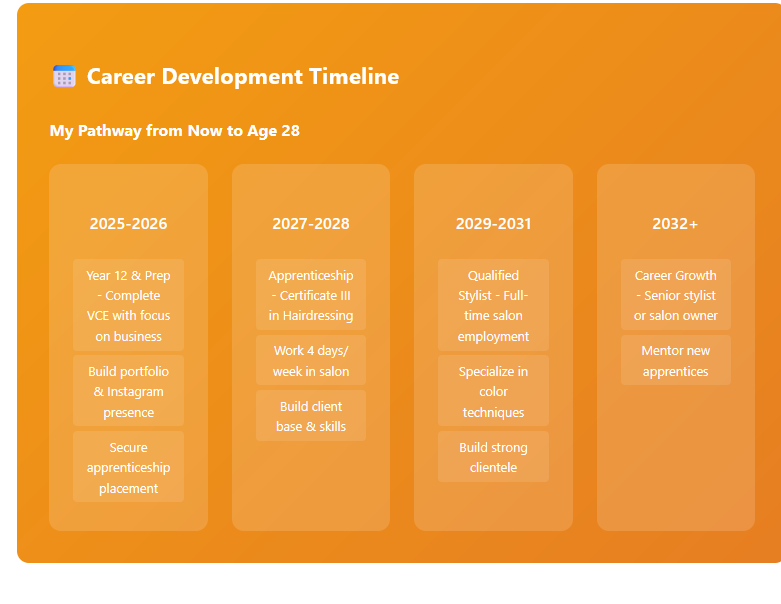 Career Development Timeline
My Pathway from Now to Age 28
2025-2026
Year 12 & Prep
- Complete
VCE with focus
on business
Build portfolio
& Instagram
presence
Secure
apprenticeship
placement
2027-2028
Apprenticeship
- Certificate III
in Hairdressing
Work 4 days/
week in salon
Build client
base & skills
2029-2031
Qualified
Stylist - Full-
time salon
employment
Specialize in
color
techniques
Build strong
clientele
2032+
Career Growth
- Senior stylist
or salon owner
Mentor new
apprentices